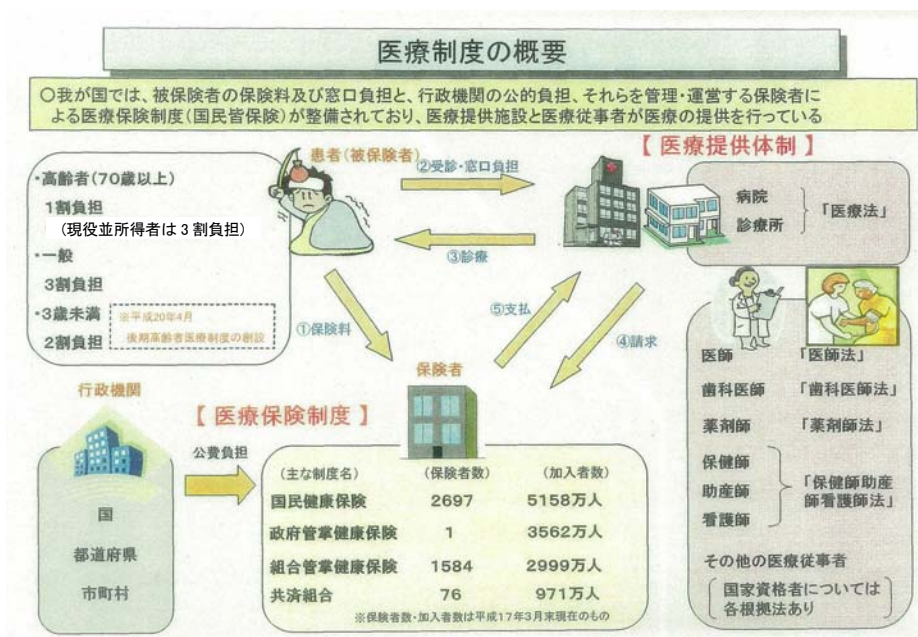 医療制度の概要
○我が国では、被保険者の保険料及び窓口負担と、行政機関の公的負担、それらを管理・運営する保険者に
よる医療保険制度(国民皆保険)が整備されており、医療提供施設と医療従事者が医療の提供を行っている
患者(被保険者)
・高齢者(70歳以上)
1割負担
(現役並所得者は3割負担)
・一般
3割負担
・3歳未満
2割負担
※平成20年4月
後期高齢者医療制度の創設
②受診・窓口負担
③診療
①保険料
⑤支払
④請求
【 医療提供体制 】
病院
診療所
「医療法」
医師 「医師法」
歯科医師 「歯科医師法」
薬剤師 「薬剤師法」
保健師
助産師
看護師
「保健師助産
師看護師法」
その他の医療従事者
国家資格者については
各根拠法あり
行政機関
国
都道府県
市町村
公費負担
【 医療保険制度 】
保険者
(主な制度名) (保険者数) (加入者数)
国民健康保険 2697 5158万人
政府管掌健康保険 1 3562万人
組合管掌健康保険 1584 2999万人
共済組合 76 971万人
※保険者数・加入者数は平成17年3月末現在のもの